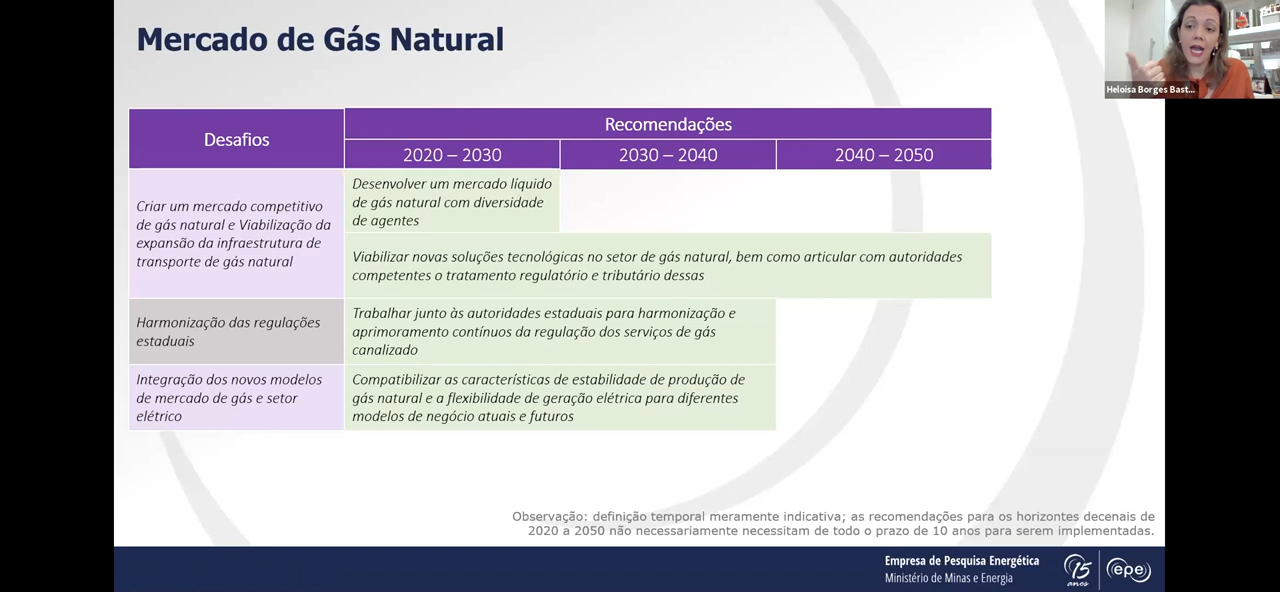 Mercado de Gás Natural
Heloisa Borges Bast...
Desafios
Recomendações
2020 – 2030
2030 – 2040
2040 – 2050
Criar um mercado competitivo
de gás natural e Viabilização da
expansão da infraestrutura de
transporte de gás natural
Desenvolver um mercado líquido
de gás natural com diversidade
de agentes
Viabilizar novas soluções tecnológicas no setor de gás natural, bem como articular com autoridades
competentes o tratamento regulatório e tributário dessas
Harmonização das regulações
estaduais
Trabalhar junto às autoridades estaduais para harmonização e
aprimoramento contínuos da regulação dos serviços de gás
canalizado
Integração dos novos modelos
de mercado de gás e setor
elétrico
Compatibilizar as características de estabilidade de produção de
gás natural e a flexibilidade de geração elétrica para diferentes
modelos de negócio atuais e futuros
Observação: definição temporal meramente indicativa; as recomendações para os horizontes decenais de
2020 a 2050 não necessariamente necessitam de todo o prazo de 10 anos para serem implementadas.
Empresa de Pesquisa Energética
Ministério de Minas e Energia
15
anos
epe